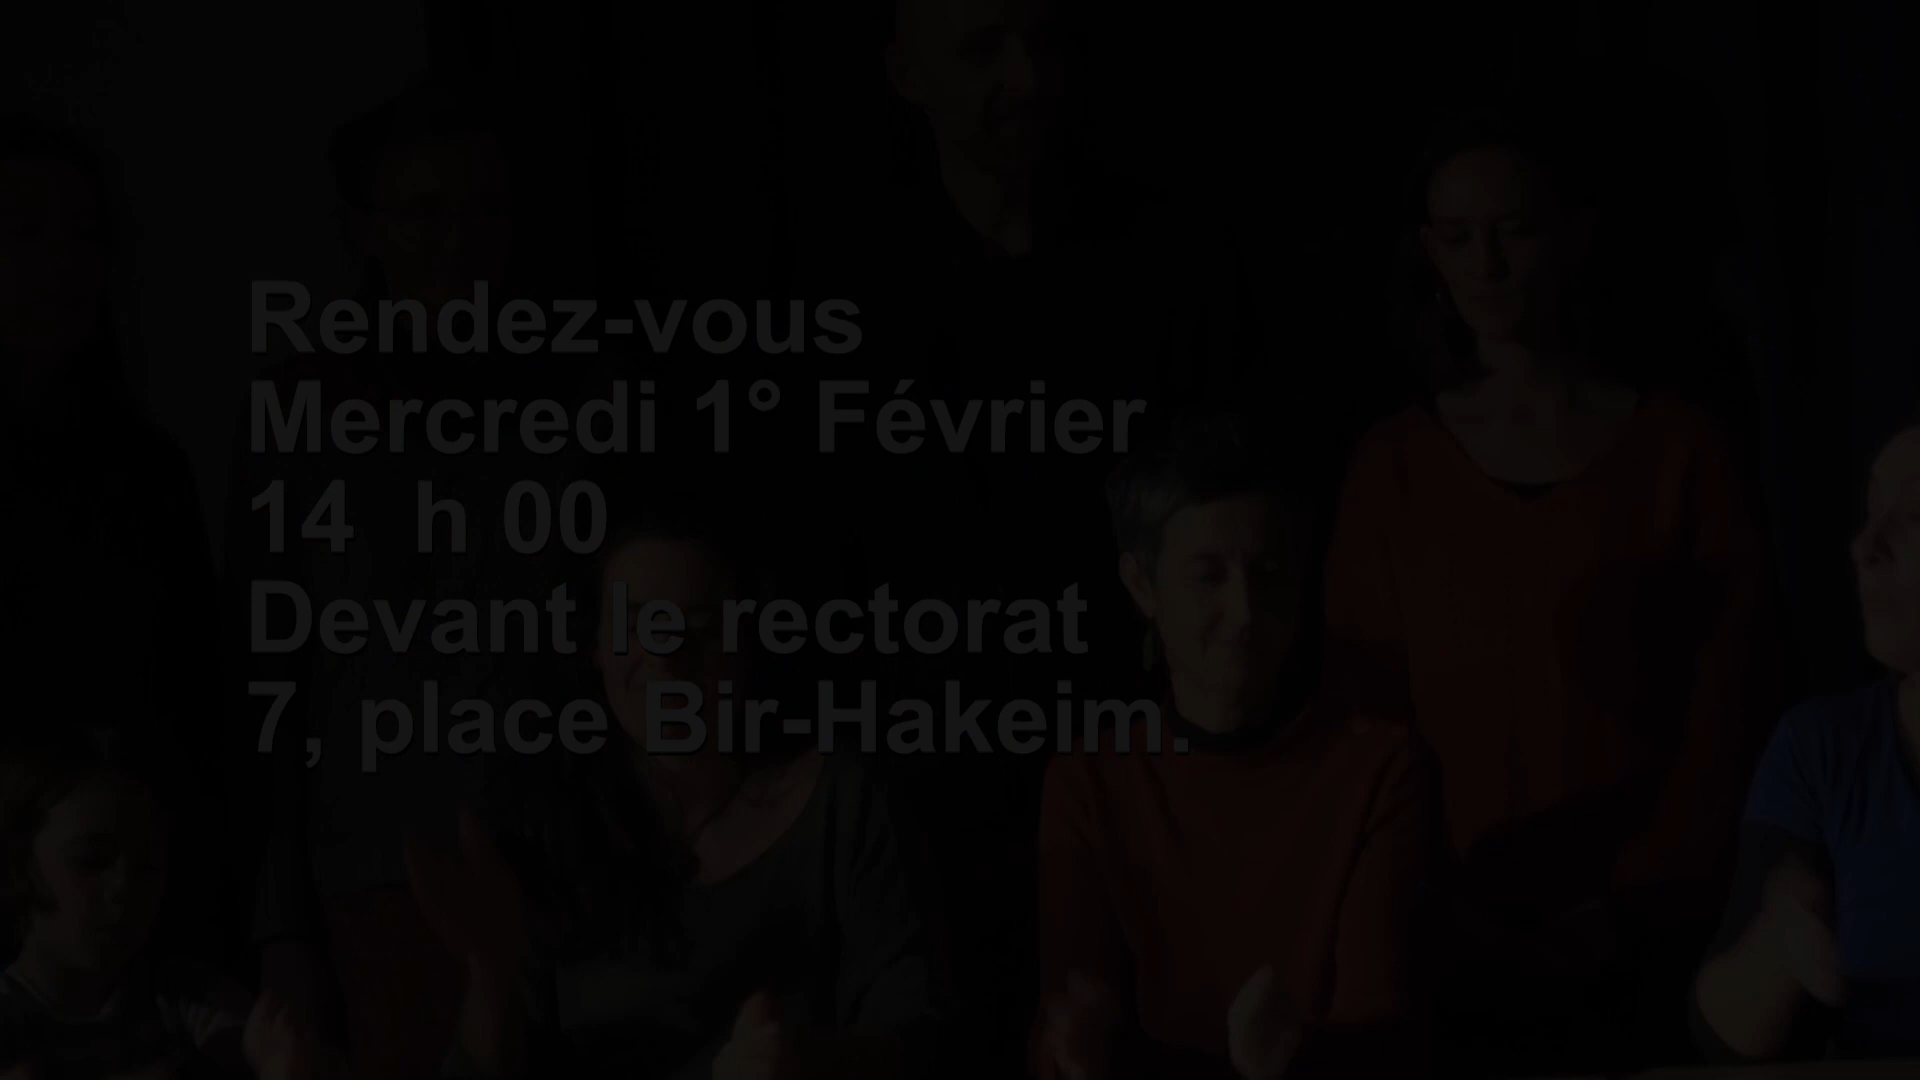 Rendez-vous
Mercredi 1° Février
14 h 00
Devant le rectorat
7, place Bir-Hakeim.